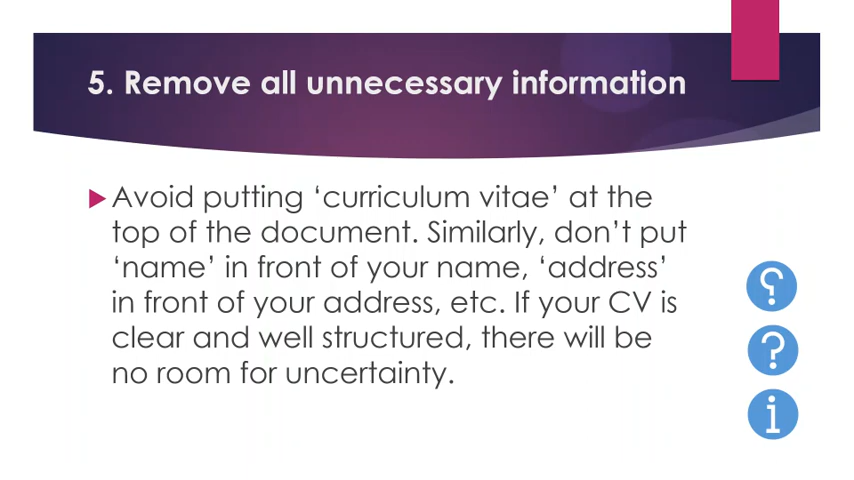 5. Remove all unnecessary information
Avoid putting ‘curriculum vitae’ at the
top of the document. Similarly, don’t put
‘name’ in front of your name, ‘address’
in front of your address, etc. If your CV is
clear and well structured, there will be
no room for uncertainty.